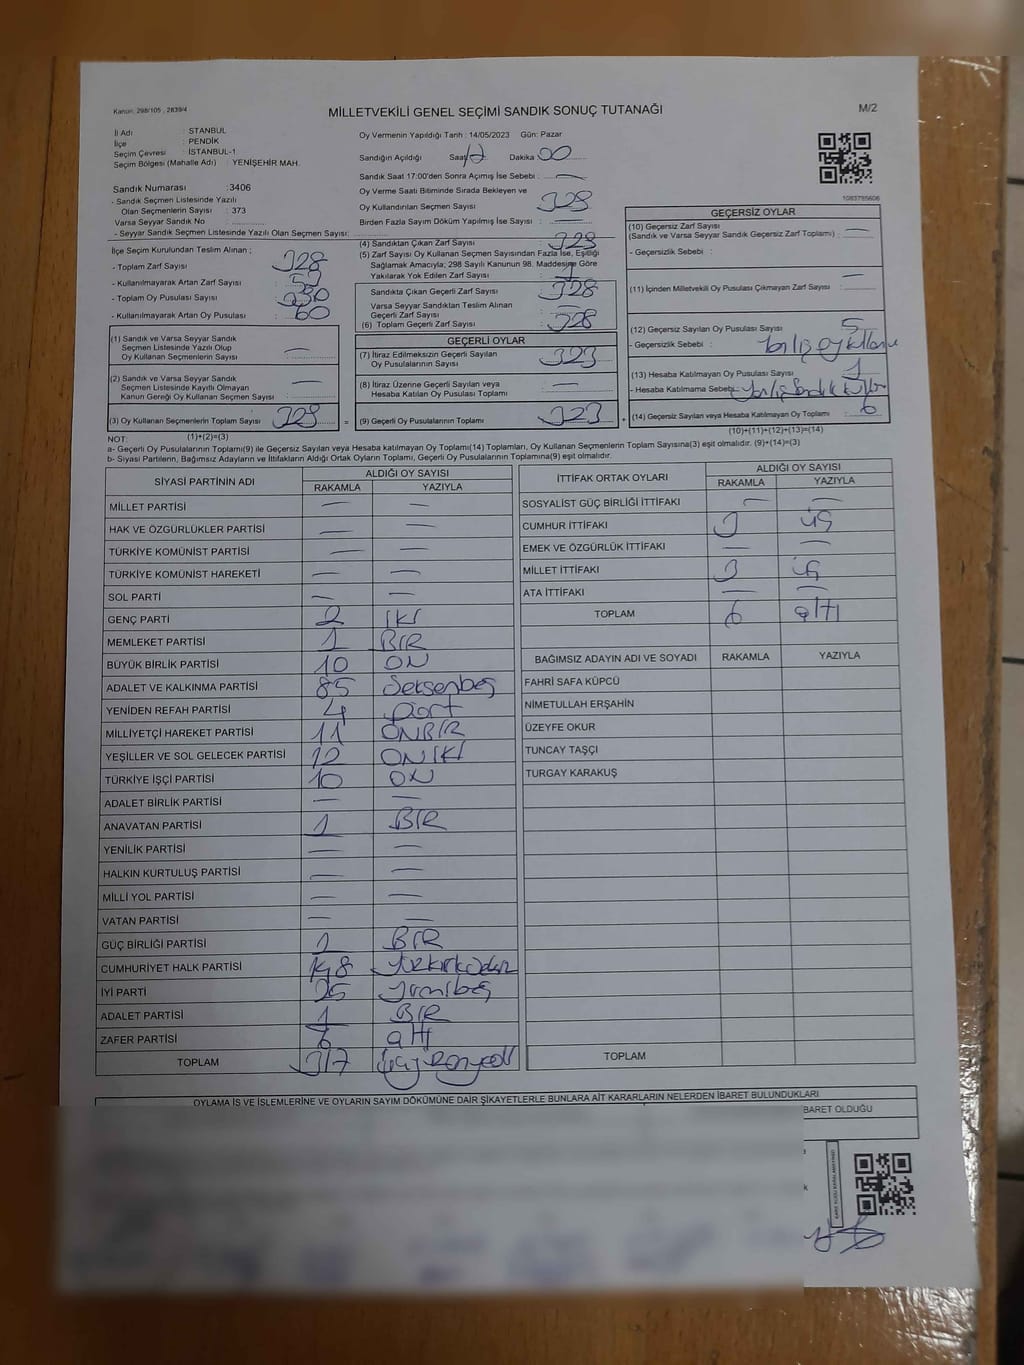 Kanun: 298/105 , 2839/4
MİLLETVEKİLİ GENEL SEÇİMİ SANDIK SONUÇ TUTANAĞI
M/2
İl Adı : STANBUL
İlçe : PENDİK
Seçim Çevresi : İSTANBUL-1
Seçim Bölgesi (Mahalle Adı) : YENİŞEHİR MAH.
Oy Vermenin Yapıldığı Tarih : 14/05/2023 Gün: Pazar
Sandığın Açıldığı Saat 17 Dakika 00
Sandık Saat 17:00'den Sonra Açımış İse Sebebi : —
Sandık Numarası :3406
- Sandık Seçmen Listesinde Yazılı
Olan Seçmenlerin Sayısı : 373
Varsa Seyyar Sandık No
- Seyyar Sandık Seçmen Listesinde Yazılı Olan Seçmen Sayısı:
Oy Verme Saati Bitiminde Sırada Bekleyen ve
Oy Kullandırılan Seçmen Sayısı : 328
Birden Fazla Sayım Döküm Yapılmış İse Sayısı : —
1083785606
İlçe Seçim Kurulundan Teslim Alınan ;
- Toplam Zarf Sayısı
- Kullanılmayarak Artan Zarf Sayısı :
- Toplam Oy Pusulası Sayısı :
- Kullanılmayarak Artan Oy Pusulası : 60
(4) Sandıktan Çıkan Zarf Sayısı : 328
(5) Zarf Sayısı Oy Kullanan Seçmen Sayısından Fazla İse, Eşitliği
Sağlamak Amacıyla; 298 Sayılı Kanunun 98. Maddesine Göre
Yakılarak Yok Edilen Zarf Sayısı :
Sandıkta Çıkan Geçerli Zarf Sayısı : 328
Varsa Seyyar Sandıktan Teslim Alınan
Geçerli Zarf Sayısı : —
(6) Toplam Geçerli Zarf Sayısı : 328
GEÇERSİZ OYLAR
(10) Geçersiz Zarf Sayısı
(Sandık ve Varsa Seyyar Sandık Geçersiz Zarf Toplamı) : —
- Geçersizlik Sebebi :
(11) İçinden Milletvekili Oy Pusulası Çıkmayan Zarf Sayısı : —
(12) Geçersiz Sayılan Oy Pusulası Sayısı : 5
- Geçersizlik Sebebi :
(13) Hesaba Katılmayan Oy Pusulası Sayısı : 1
- Hesaba Katılmama Sebebi:
(14) Geçersiz Sayılan veya Hesaba Katılmayan Oy Toplamı : 6
(10)+(11)+(12)+(13)=(14)
(1) Sandık ve Varsa Seyyar Sandık
Seçmen Listesinde Yazılı Olup
Oy Kullanan Seçmenlerin Sayısı : —
(2) Sandık ve Varsa Seyyar Sandık
Seçmen Listesinde Kayıtlı Olmayan
Kanun Gereği Oy Kullanan Seçmen Sayısı : —
(3) Oy Kullanan Seçmenlerin Toplam Sayısı : 328 =
(1)+(2)=(3)
GEÇERLİ OYLAR
(7) İtiraz Edilmeksizin Geçerli Sayılan
Oy Pusulalarının Sayısı : 323
(8) İtiraz Üzerine Geçerli Sayılan veya
Hesaba Katılan Oy Pusulası Toplamı : —
(9) Geçerli Oy Pusulalarının Toplamı : 323 +
NOT:
a- Geçerli Oy Pusulalarının Toplamı(9) ile Geçersiz Sayılan veya Hesaba katılmayan Oy Toplamı(14) Toplamları, Oy Kullanan Seçmenlerin Toplam Sayısına(3) eşit olmalıdır. (9)+(14)=(3)
b- Siyasi Partilerin, Bağımsız Adayların ve İttifakların Aldığı Ortak Oyların Toplamı, Geçerli Oy Pusulalarının Toplamına(9) eşit olmalıdır.
SİYASİ PARTİNİN ADI ALDIĞI OY SAYISI
RAKAMLA YAZIYLA
MİLLET PARTİSİ — —
HAK VE ÖZGÜRLÜKLER PARTİSİ — —
TÜRKİYE KOMÜNİST PARTİSİ — —
TÜRKİYE KOMÜNİST HAREKETİ — —
SOL PARTİ — —
GENÇ PARTİ 2 İKİ
MEMLEKET PARTİSİ 1 BİR
BÜYÜK BİRLİK PARTİSİ 10 ON
ADALET VE KALKINMA PARTİSİ 85 Seksenbeş
YENİDEN REFAH PARTİSİ 4 Dört
MİLLİYETÇİ HAREKET PARTİSİ 11 ONBİR
YEŞİLLER VE SOL GELECEK PARTİSİ 12 ONİKİ
TÜRKİYE İŞÇİ PARTİSİ 10 ON
ADALET BİRLİK PARTİSİ — —
ANAVATAN PARTİSİ 1 BİR
YENİLİK PARTİSİ — —
HALKIN KURTULUŞ PARTİSİ — —
MİLLİ YOL PARTİSİ — —
VATAN PARTİSİ — —
GÜÇ BİRLİĞİ PARTİSİ 1 BİR
CUMHURİYET HALK PARTİSİ 148 Yüzkırksekiz
İYİ PARTİ 25 Yirmibeş
ADALET PARTİSİ 1 BİR
ZAFER PARTİSİ 6 altı
TOPLAM 317 Üçyüzonyedi
İTTİFAK ORTAK OYLARI ALDIĞI OY SAYISI
RAKAMLA YAZIYLA
SOSYALİST GÜÇ BİRLİĞİ İTTİFAKI — —
CUMHUR İTTİFAKI 3 üç
EMEK VE ÖZGÜRLÜK İTTİFAKI — —
MİLLET İTTİFAKI 3 üç
ATA İTTİFAKI — —
TOPLAM 6 altı
BAĞIMSIZ ADAYIN ADI VE SOYADI RAKAMLA YAZIYLA
FAHRİ SAFA KÜPCÜ
NİMETULLAH ERŞAHİN
ÜZEYFE OKUR
TUNCAY TAŞÇI
TURGAY KARAKUŞ
TOPLAM
OYLAMA İŞ VE İŞLEMLERİNE VE OYLARIN SAYIM DÖKÜMÜNE DAİR ŞİKAYETLERLE BUNLARA AİT KARARLARIN NELERDEN İBARET BULUNDUKLARI
BARET OLDUĞU